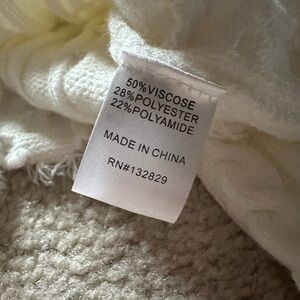 50%VISCOSE
28%POLYESTER
22%POLYAMIDE
MADE IN CHINA
RN#132829